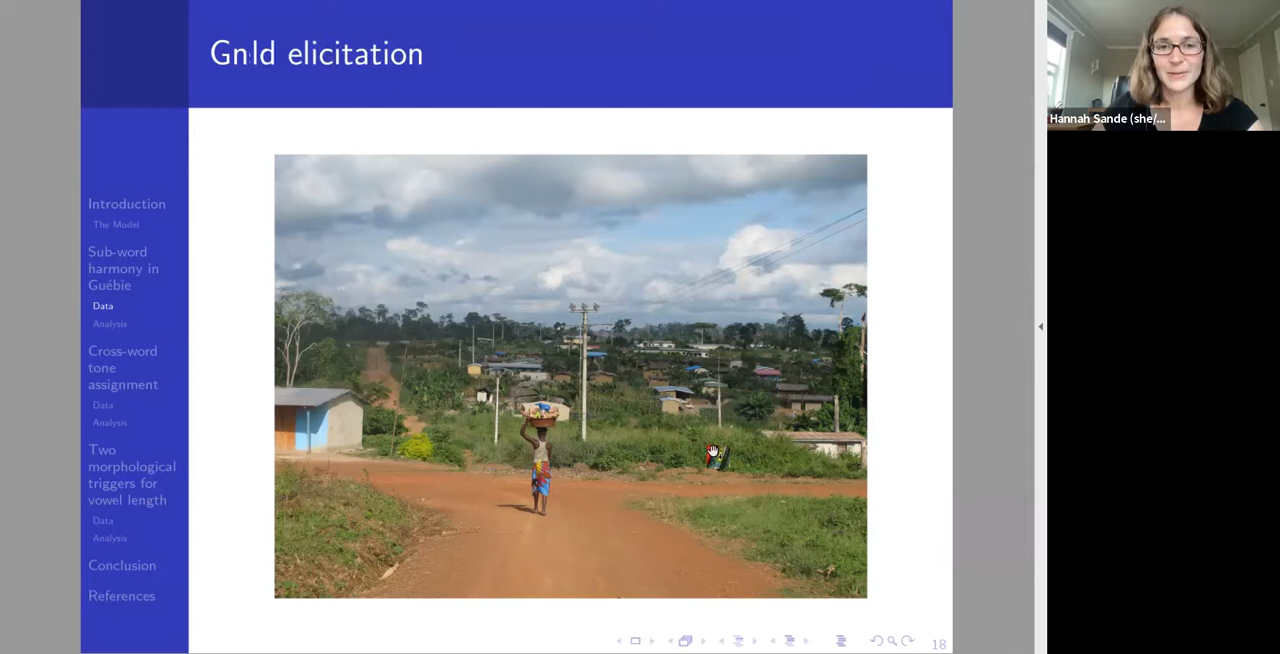 Gnld elicitation
Introduction
The Model
Sub-word
harmony in
Guébie
Data
Analysis
Cross-word
tone
assignment
Data
Analysis
Two
morphological
triggers for
vowel length
Data
Analysis
Conclusion
References
18
Hannah Sande (she/...